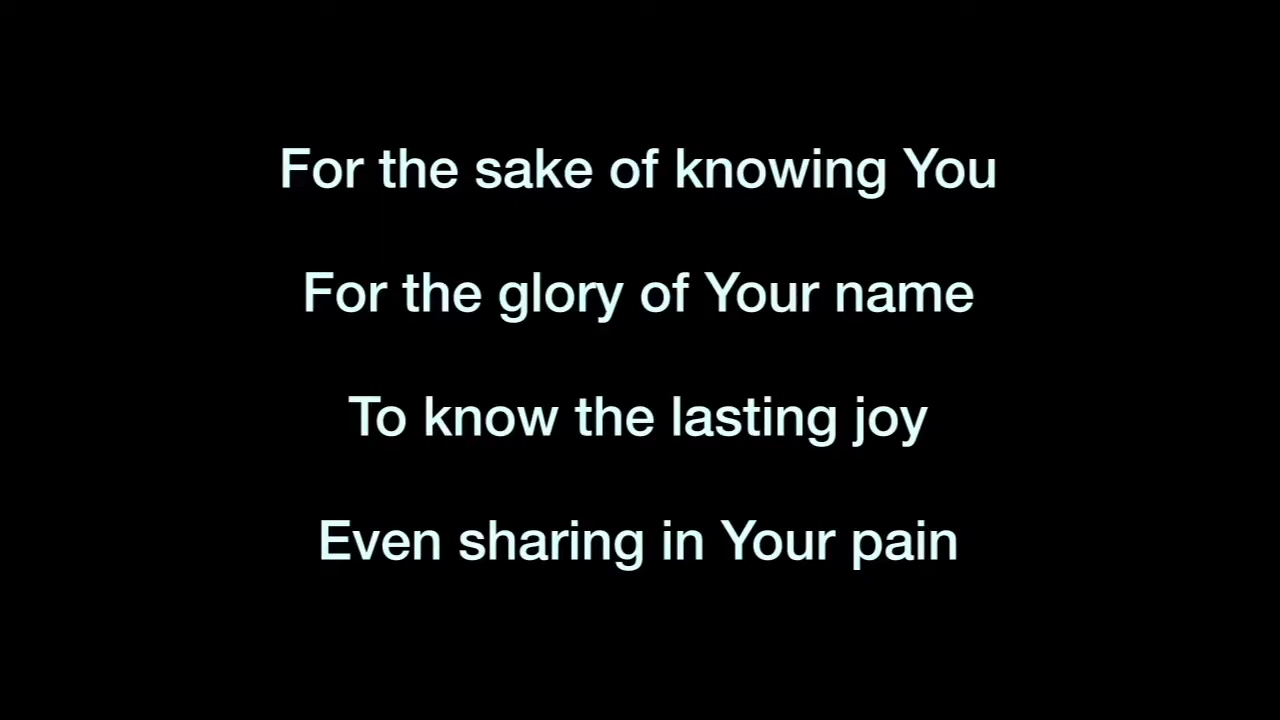 For the sake of knowing You
For the glory of Your name
To know the lasting joy
Even sharing in Your pain